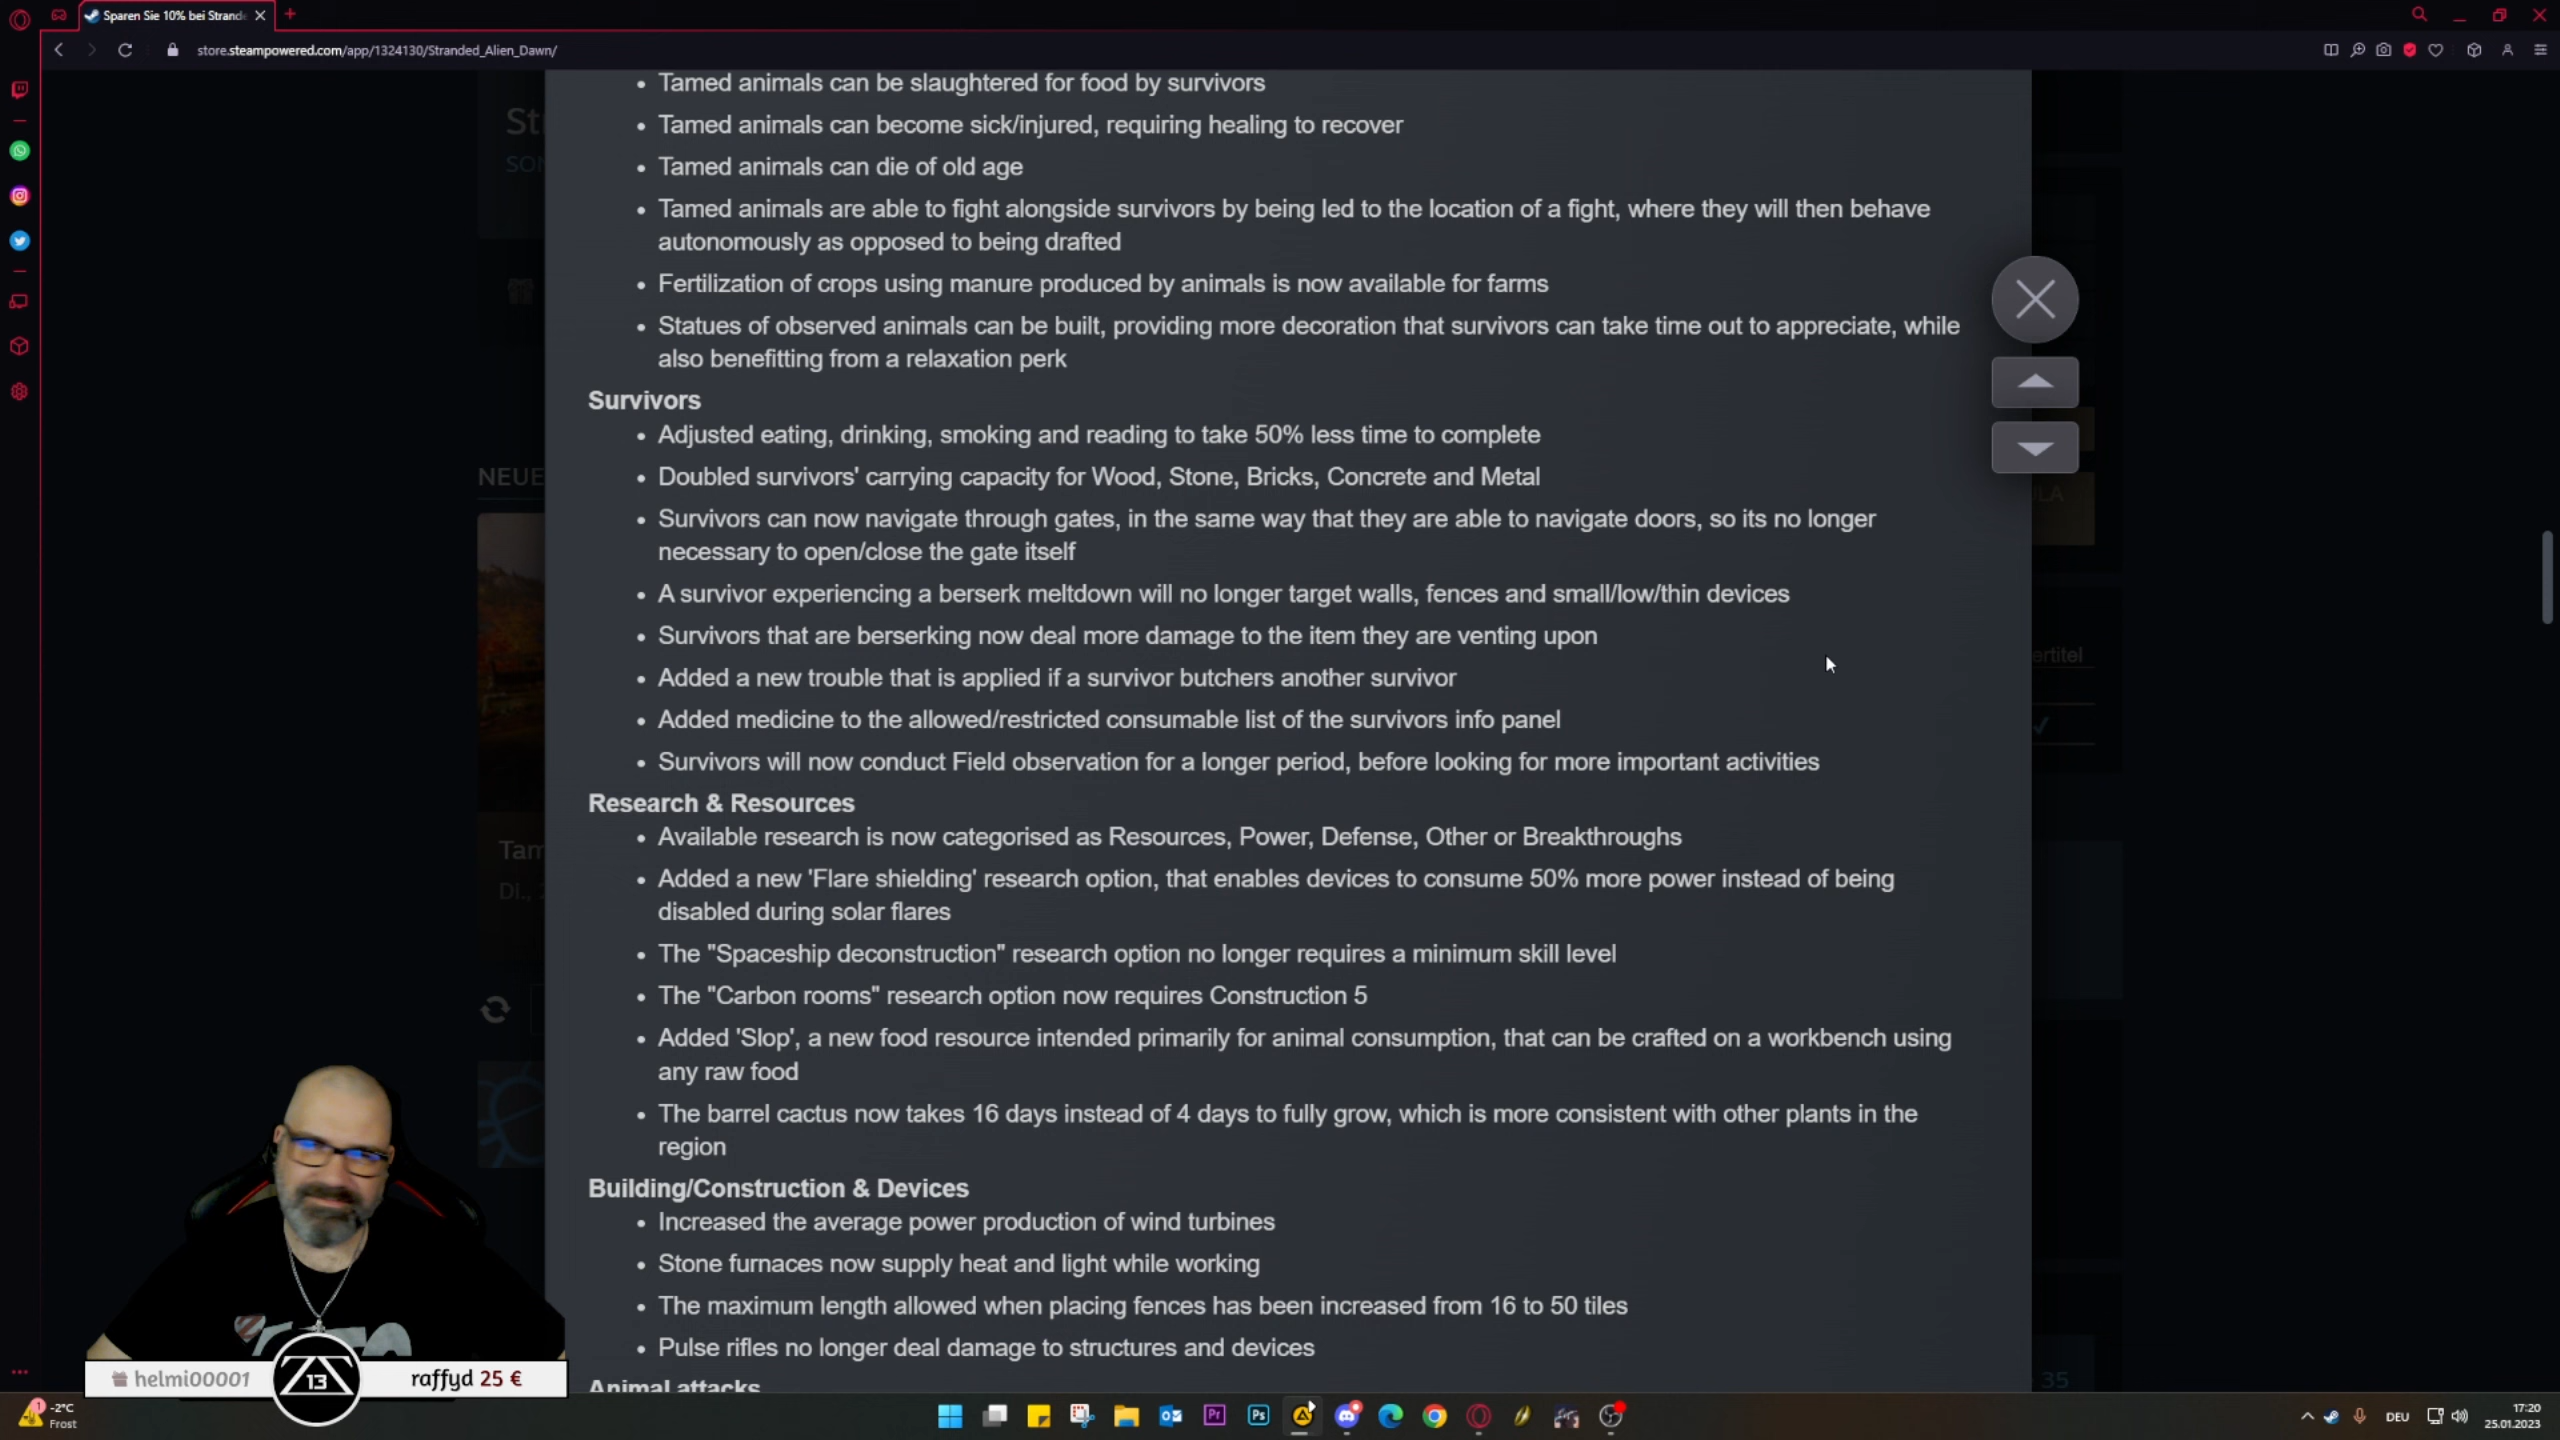 Sparen Sie 10% bei Strande
store.steampowered.com/app/1324130/Stranded_Alien_Dawn/
• Tamed animals can be slaughtered for food by survivors
• Tamed animals can become sick/injured, requiring healing to recover
• Tamed animals can die of old age
• Tamed animals are able to fight alongside survivors by being led to the location of a fight, where they will then behave
autonomously as opposed to being drafted
• Fertilization of crops using manure produced by animals is now available for farms
• Statues of observed animals can be built, providing more decoration that survivors can take time out to appreciate, while
also benefitting from a relaxation perk
Survivors
• Adjusted eating, drinking, smoking and reading to take 50% less time to complete
NEUE
• Doubled survivors' carrying capacity for Wood, Stone, Bricks, Concrete and Metal
• Survivors can now navigate through gates, in the same way that they are able to navigate doors, so its no longer
necessary to open/close the gate itself
• A survivor experiencing a berserk meltdown will no longer target walls, fences and small/low/thin devices
• Survivors that are berserking now deal more damage to the item they are venting upon
ertitel
• Added a new trouble that is applied if a survivor butchers another survivor
• Added medicine to the allowed/restricted consumable list of the survivors info panel
• Survivors will now conduct Field observation for a longer period, before looking for more important activities
Research & Resources
• Available research is now categorised as Resources, Power, Defense, Other or Breakthroughs
Tam
• Added a new 'Flare shielding' research option, that enables devices to consume 50% more power instead of being
disabled during solar flares
• The "Spaceship deconstruction" research option no longer requires a minimum skill level
• The "Carbon rooms" research option now requires Construction 5
• Added 'Slop', a new food resource intended primarily for animal consumption, that can be crafted on a workbench using
any raw food
• The barrel cactus now takes 16 days instead of 4 days to fully grow, which is more consistent with other plants in the
region
Building/Construction & Devices
• Increased the average power production of wind turbines
• Stone furnaces now supply heat and light while working
• The maximum length allowed when placing fences has been increased from 16 to 50 tiles
• Pulse rifles no longer deal damage to structures and devices
Animal attacks
helmi00001
13
raffyd 25 €
35
1
-2°C
Frost
Pr
Ps
DEU
17:20
25.01.2023